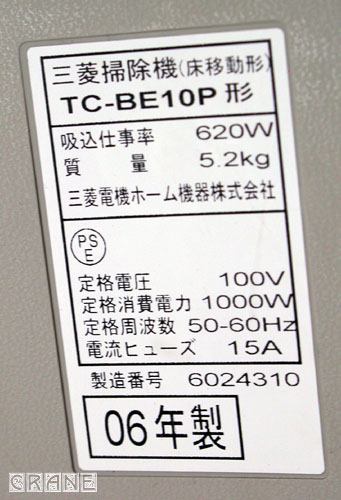 三菱掃除機(床移動形)
TC-BE10P 形
吸込仕事率 620W
質 量 5.2kg
三菱電機ホーム機器株式会社
PS
E
定格電圧 100V
定格消費電力 1000W
定格周波数 50-60Hz
電流ヒューズ 15A
製造番号 6024310
06年製
CRANE